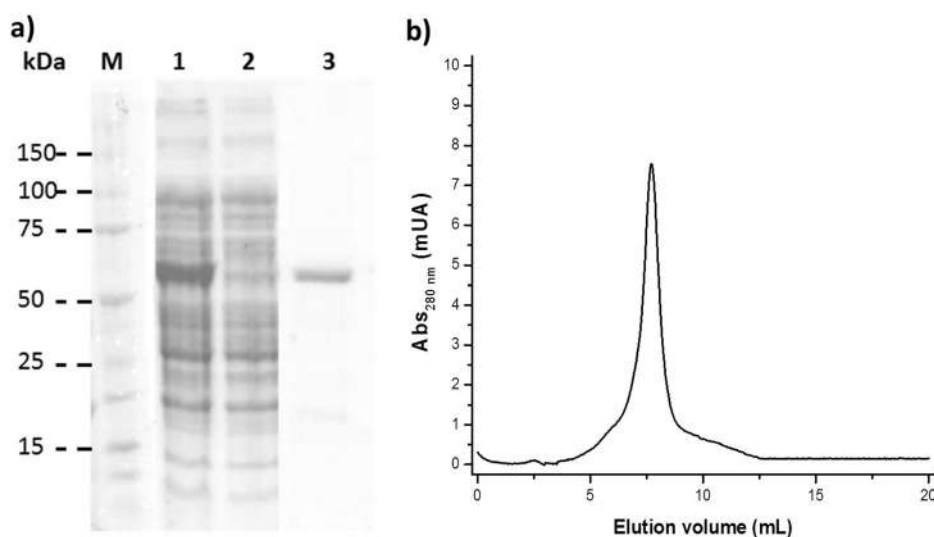 a)
kDa M 1 2 3
150- -
100- -
75 - -
50 - -
25 - -
15 - -
b)
10
9
8
7
6
5
4
3
2
1
0
0 5 10 15 20
Abs280 nm (mUA)
Elution volume (mL)